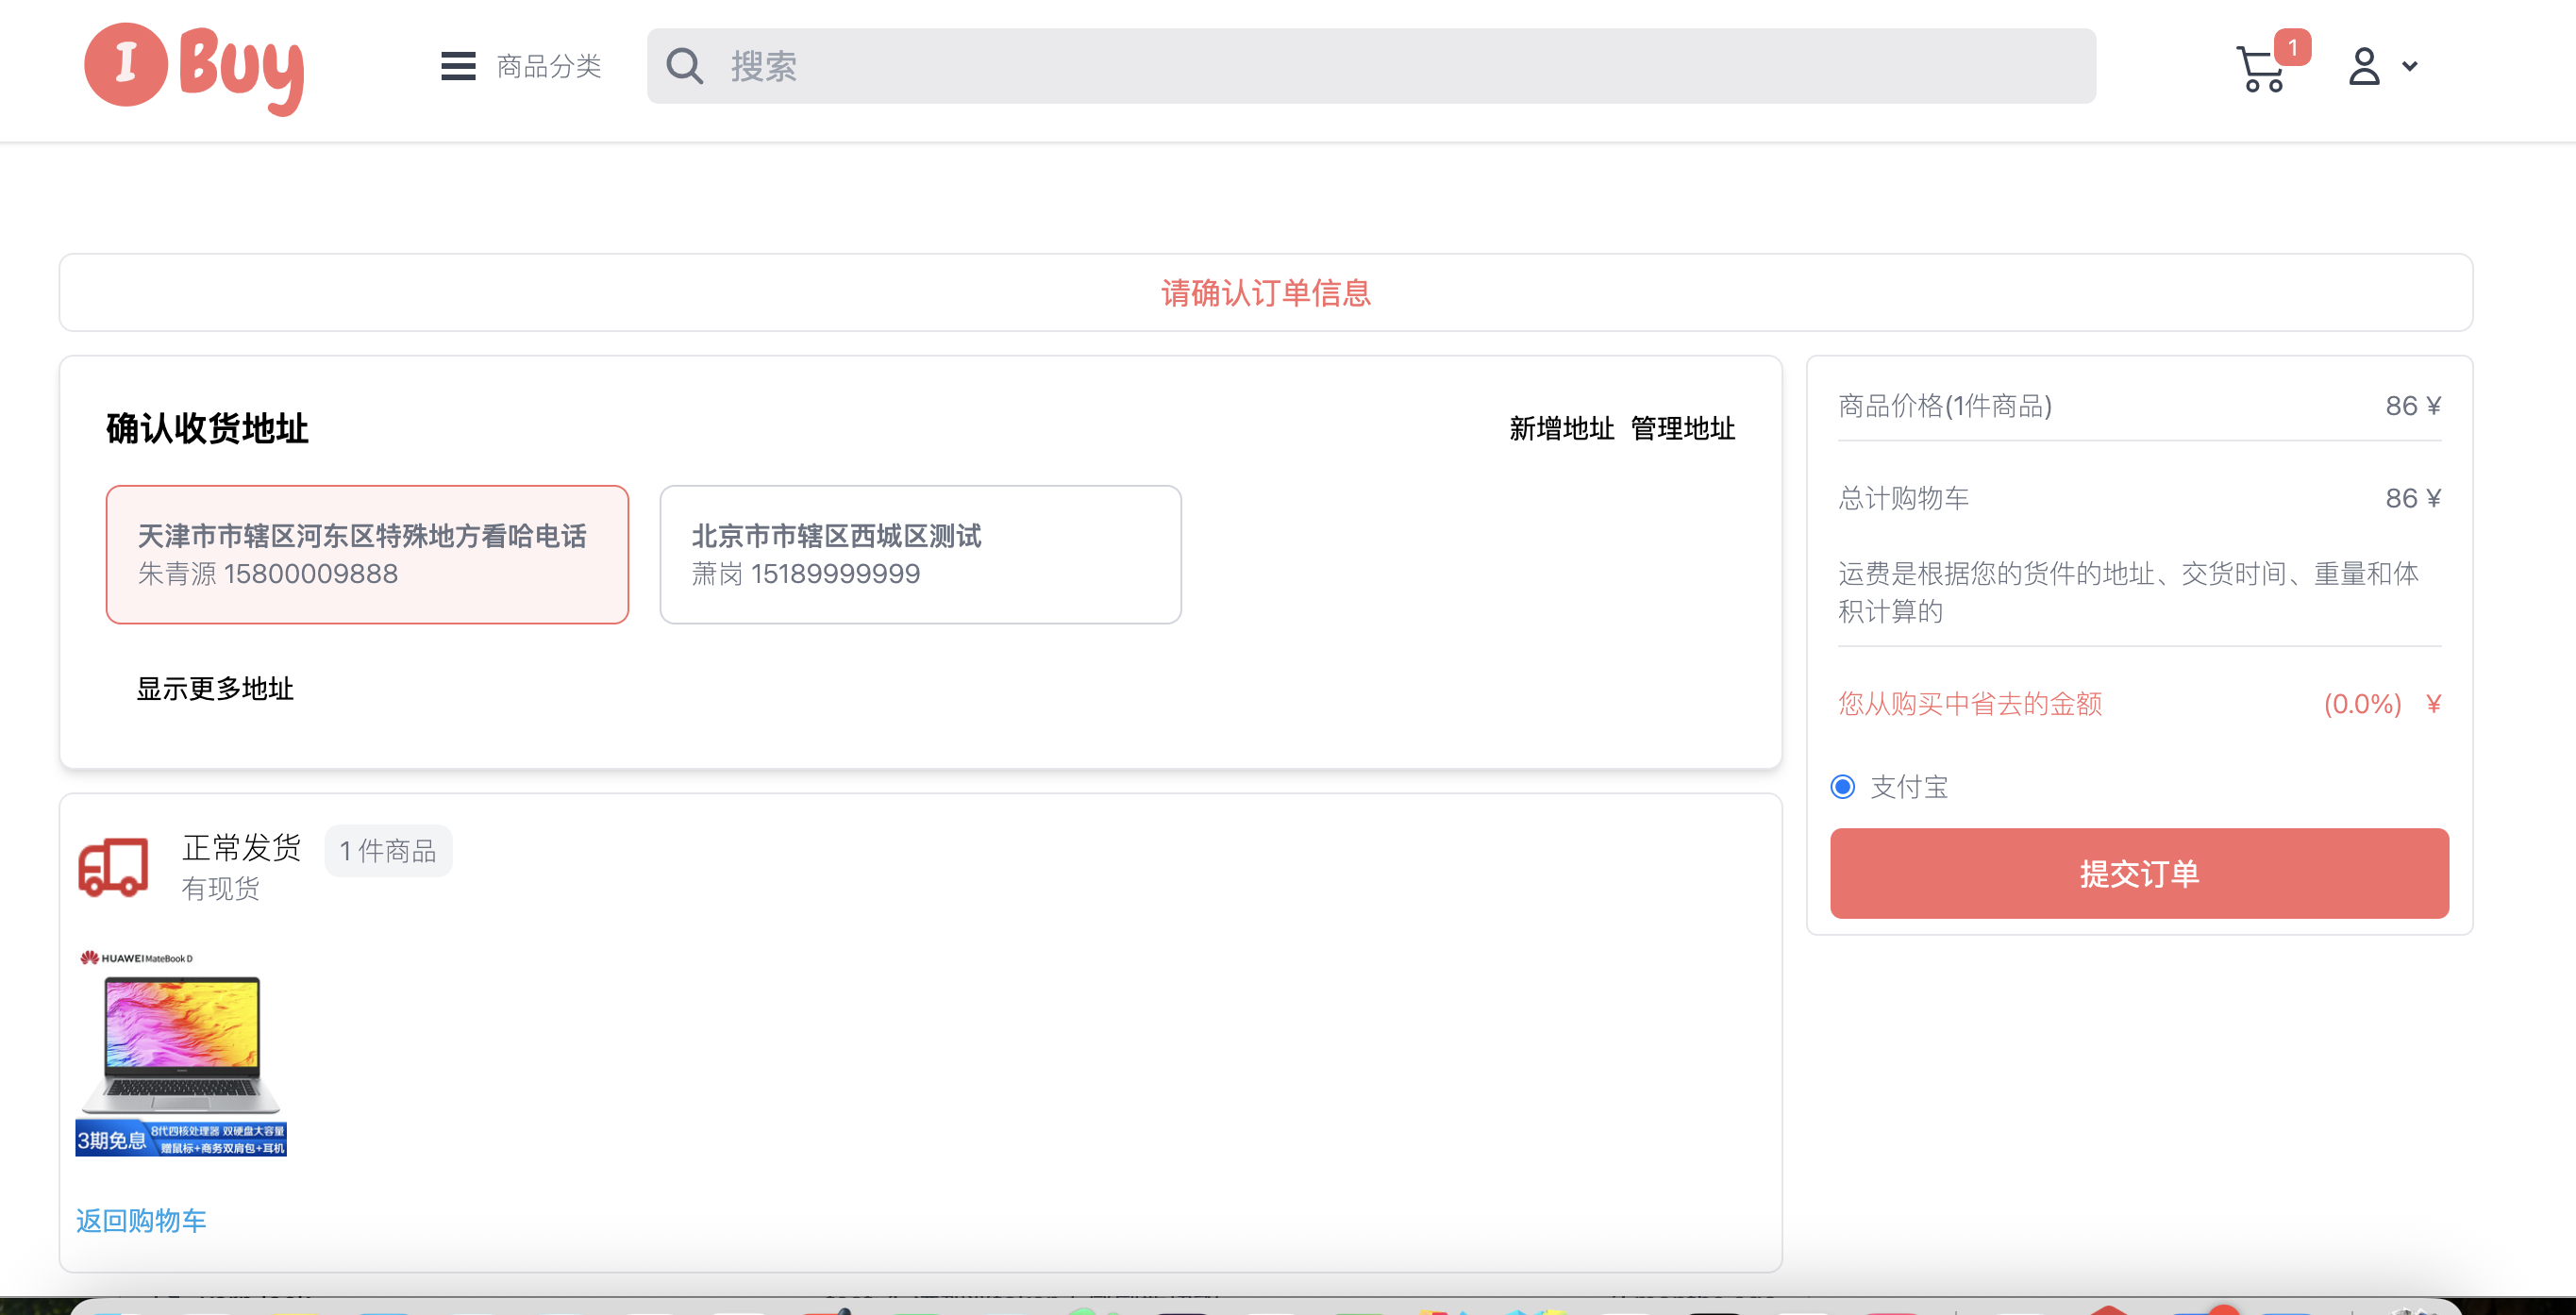 I Buy
商品分类
搜索
1
请确认订单信息
确认收货地址
新增地址 管理地址
天津市市辖区河东区特殊地方看哈电话
朱青源 15800009888
北京市市辖区西城区测试
萧岗 15189999999
显示更多地址
正常发货 1 件商品
有现货
HUAWEI MateBook D
3期免息
8代四核处理器 双硬盘大容量
赠鼠标+商务双肩包+耳机
返回购物车
商品价格(1件商品) 86 ¥
总计购物车 86 ¥
运费是根据您的货件的地址、交货时间、重量和体
积计算的
您从购买中省去的金额 (0.0%) ¥
支付宝
提交订单